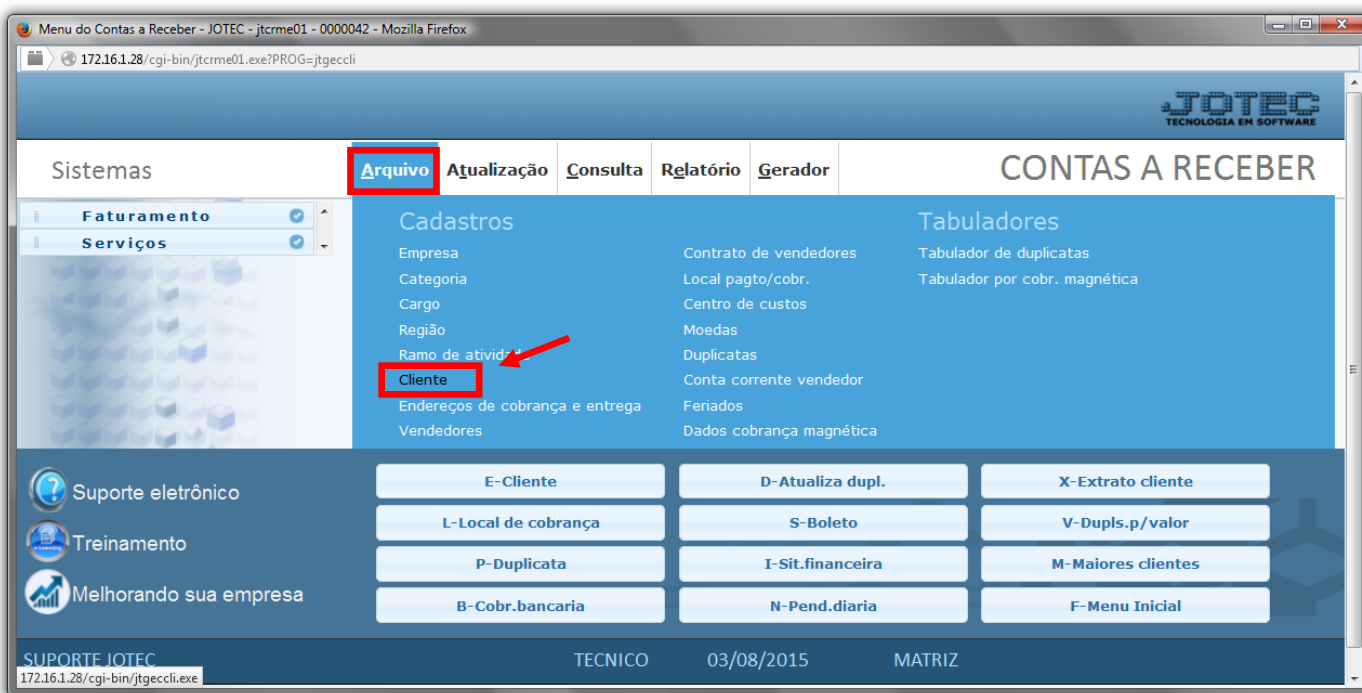 Menu do Contas a Receber - JOTEC - jtcrme01 - 0000042 - Mozilla Firefox
172.16.1.28/cgi-bin/jtcrme01.exe?PROG=jtgeccli
JOTEC
TECNOLOGIA EM SOFTWARE
Sistemas
Arquivo Atualização Consulta Relatório Gerador
CONTAS A RECEBER
Faturamento
Serviços
Cadastros
Empresa
Categoria
Cargo
Região
Ramo de atividade
Cliente
Endereços de cobrança e entrega
Vendedores
Contrato de vendedores
Local pagto/cobr.
Centro de custos
Moedas
Duplicatas
Conta corrente vendedor
Feriados
Dados cobrança magnética
Tabuladores
Tabulador de duplicatas
Tabulador por cobr. magnética
Suporte eletrônico
Treinamento
Melhorando sua empresa
E-Cliente D-Atualiza dupl. X-Extrato cliente
L-Local de cobrança S-Boleto V-Dupls.p/valor
P-Duplicata I-Sit.financeira M-Maiores clientes
B-Cobr.bancaria N-Pend.diaria F-Menu Inicial
SUPORTE JOTEC TECNICO 03/08/2015 MATRIZ
172.16.1.28/cgi-bin/jtgeccli.exe